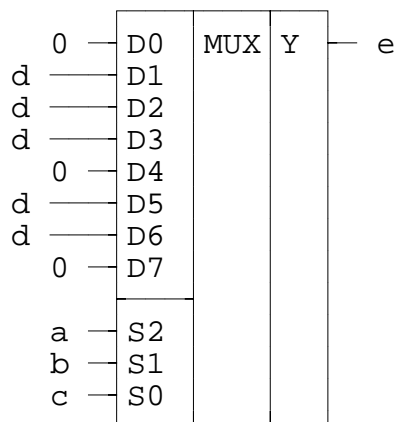 0 D0 MUX Y e
d D1
d D2
d D3
0 D4
d D5
d D6
0 D7
a S2
b S1
c S0